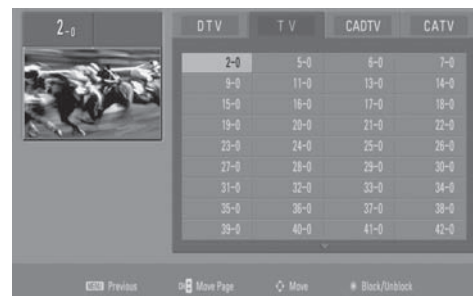 2-0
DTV TV CADTV CATV
2-0 5-0 6-0 7-0
9-0 11-0 13-0 14-0
15-0 16-0 17-0 18-0
19-0 20-0 21-0 22-0
23-0 24-0 25-0 26-0
27-0 28-0 29-0 30-0
31-0 32-0 33-0 34-0
35-0 36-0 37-0 38-0
39-0 40-0 41-0 42-0
MENU Previous CH Move Page Move Block/Unblock